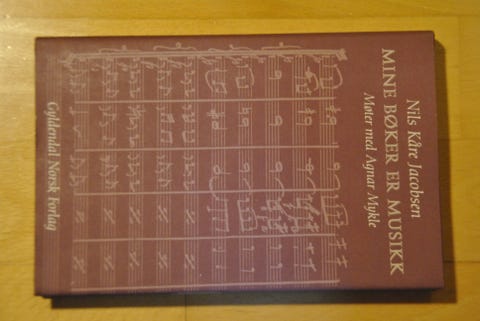 Nils Kåre Jacobsen
MINE BØKER ER MUSIKK
Møter med Agnar Mykle
Gyldendal Norsk Forlag